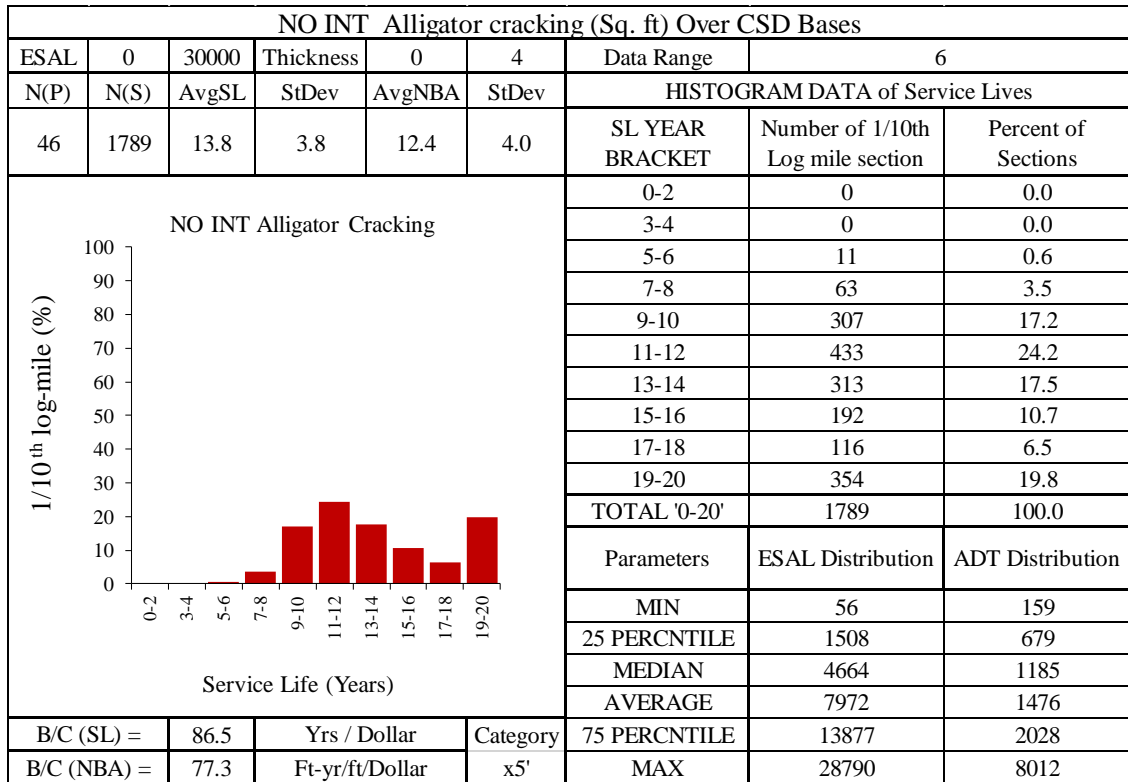 NO INT Alligator cracking (Sq. ft) Over CSD Bases
ESAL 0 30000 Thickness 0 4 Data Range 6
N(P) N(S) AvgSL StDev AvgNBA StDev HISTOGRAM DATA of Service Lives
46 1789 13.8 3.8 12.4 4.0
SL YEAR BRACKET Number of 1/10th Log mile section Percent of Sections
0-2 0 0.0
3-4 0 0.0
5-6 11 0.6
7-8 63 3.5
9-10 307 17.2
11-12 433 24.2
13-14 313 17.5
15-16 192 10.7
17-18 116 6.5
19-20 354 19.8
TOTAL '0-20' 1789 100.0
Parameters ESAL Distribution ADT Distribution
MIN 56 159
25 PERCNTILE 1508 679
MEDIAN 4664 1185
AVERAGE 7972 1476
75 PERCNTILE 13877 2028
MAX 28790 8012
NO INT Alligator Cracking
1/10 th log-mile (%)
100
90
80
70
60
50
40
30
20
10
0
0-2 3-4 5-6 7-8 9-10 11-12 13-14 15-16 17-18 19-20
Service Life (Years)
B/C (SL) = 86.5 Yrs / Dollar Category
B/C (NBA) = 77.3 Ft-yr/ft/Dollar x5'